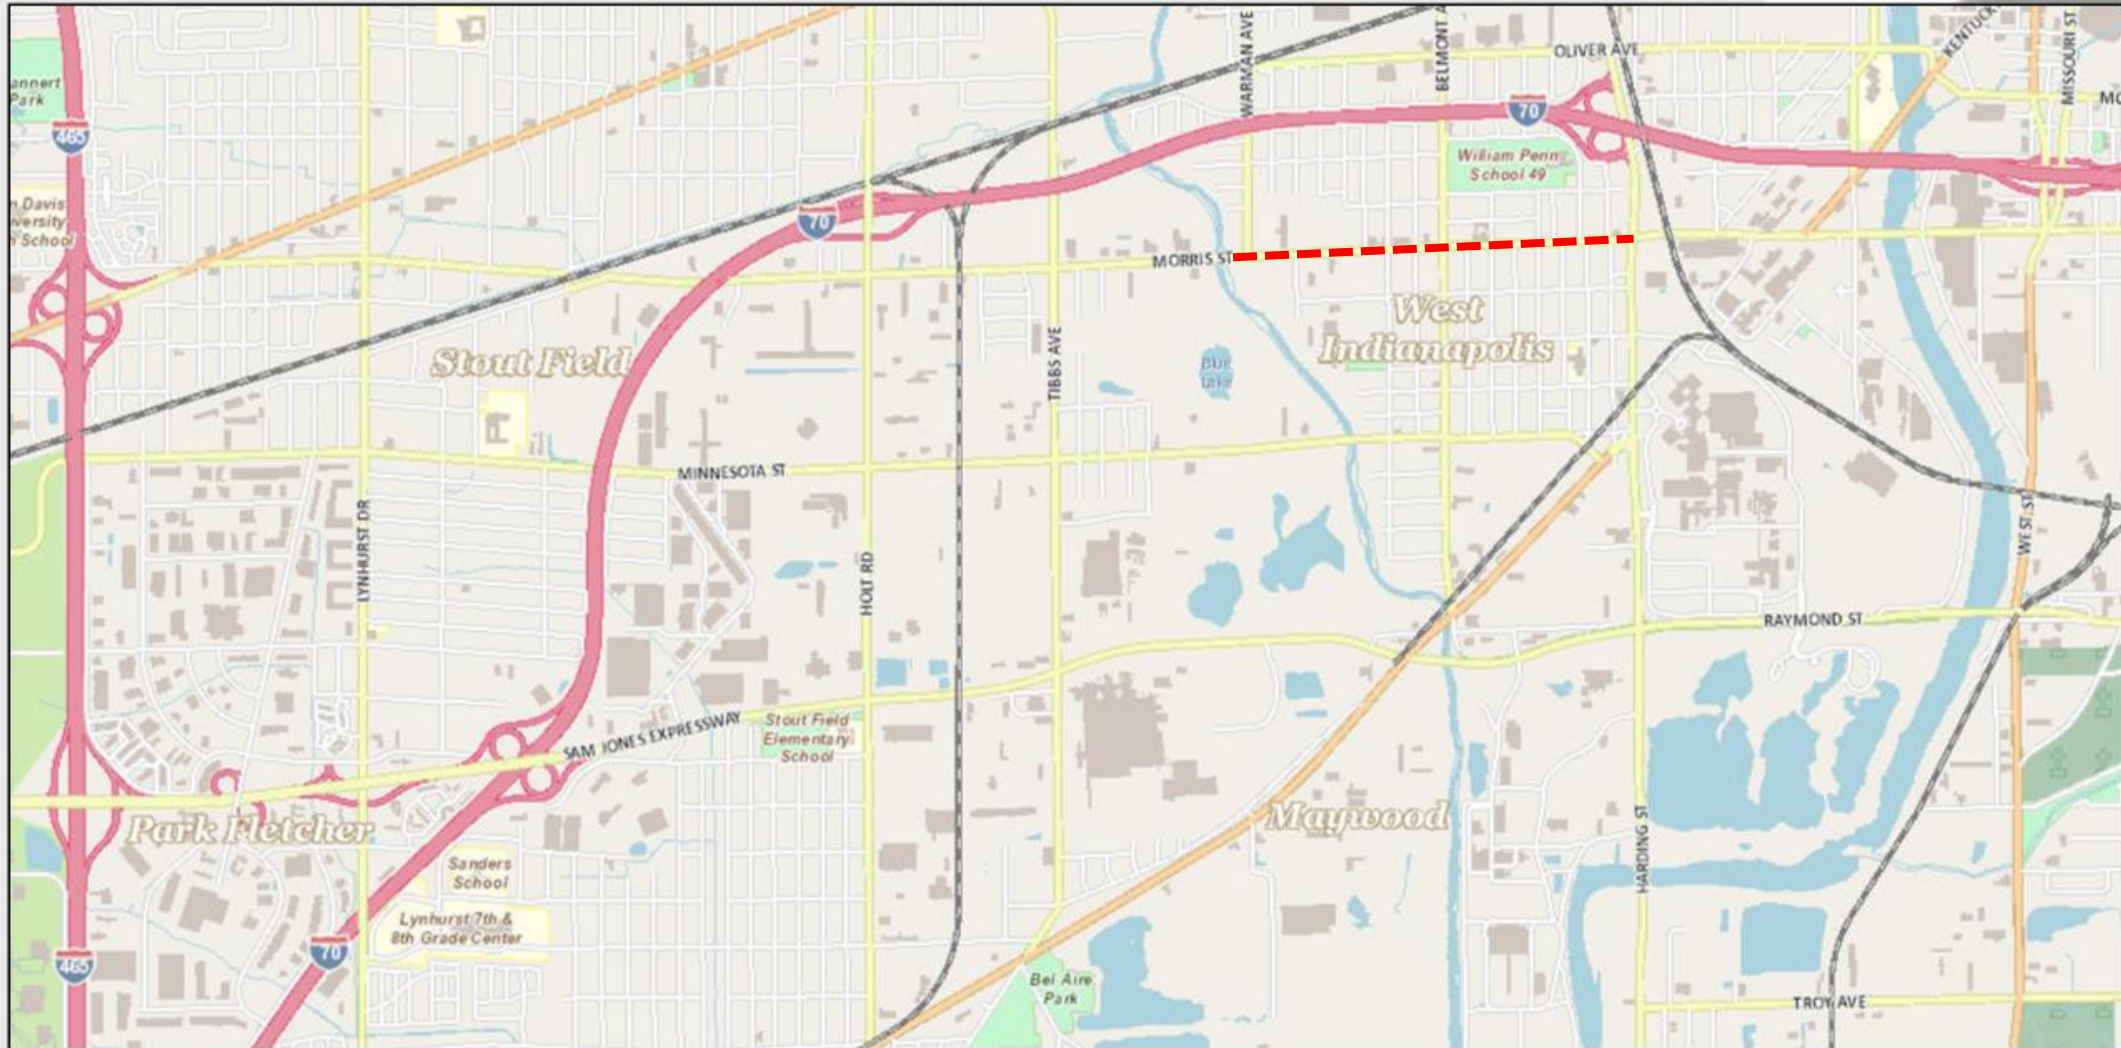 KENTUCK
WARMAN AVE
BELMONT A
MISSOURI ST
OLIVER AVE
annert
Park
MC
465
70
William Penn
School 49
n Davis
versity
School
70
MORRIS ST
West
Indianapolis
Stout Field
TIBBS AVE
Blue
Lake
MINNESOTA ST
LYNHURST DR
HOLT RD
WEST ST
RAYMOND ST
SAM JONES EXPRESSWAY
Stout Field
Elementary
School
Park Fletcher
Maywood
HARDING ST
Sanders
School
Lynhurst 7th &
8th Grade Center
70
465
Bel Aire
Park
TROY AVE